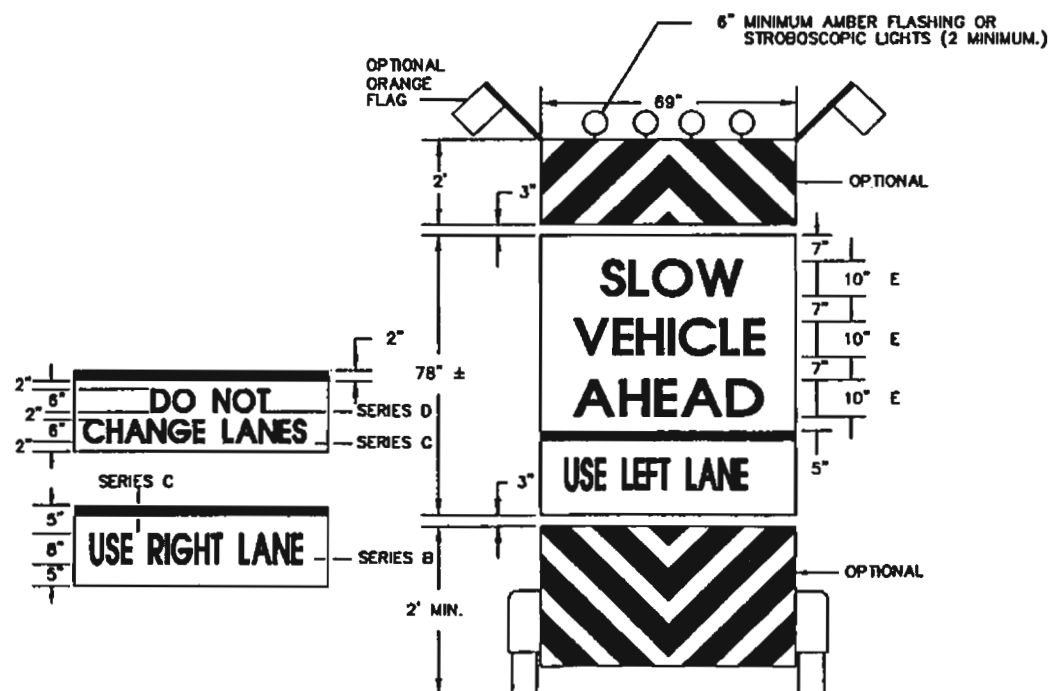 6" MINIMUM AMBER FLASHING OR
STROBOSCOPIC LIGHTS (2 MINIMUM.)
OPTIONAL
ORANGE
FLAG
69"
2'
3"
OPTIONAL
7"
SLOW
10" E
7"
VEHICLE
10" E
2"
78" ±
7"
AHEAD
10" E
2"
6"
DO NOT
SERIES D
2"
6"
CHANGE LANES
SERIES C
2"
USE LEFT LANE
5"
SERIES C
3"
5"
8"
USE RIGHT LANE
SERIES B
5"
OPTIONAL
2' MIN.